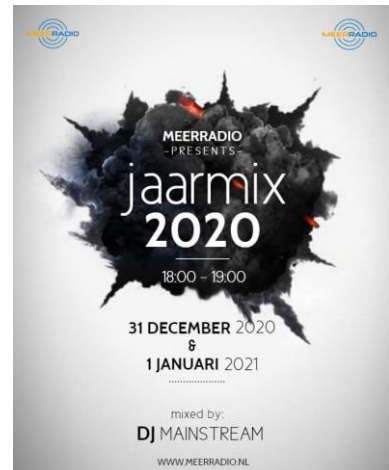 MEERRADIO
MEERRADIO
MEERRADIO
-PRESENTS-
jaarmix
2020
18:00 - 19:00
31 DECEMBER 2020
&
1 JANUARI 2021
mixed by:
DJ MAINSTREAM
WWW.MEERRADIO.NL